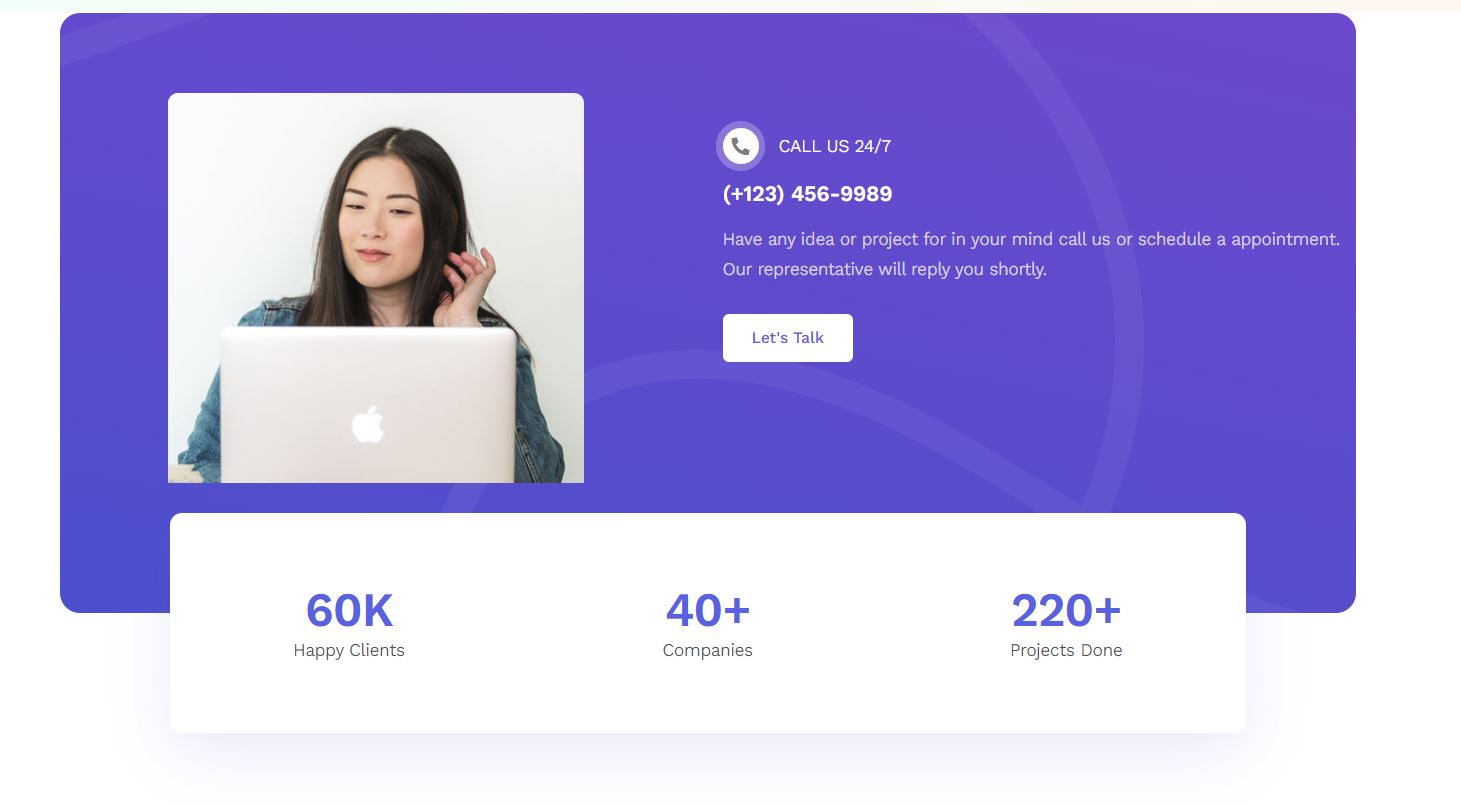 CALL US 24/7
(+123) 456-9989
Have any idea or project for in your mind call us or schedule a appointment.
Our representative will reply you shortly.
Let's Talk
60K
Happy Clients
40+
Companies
220+
Projects Done